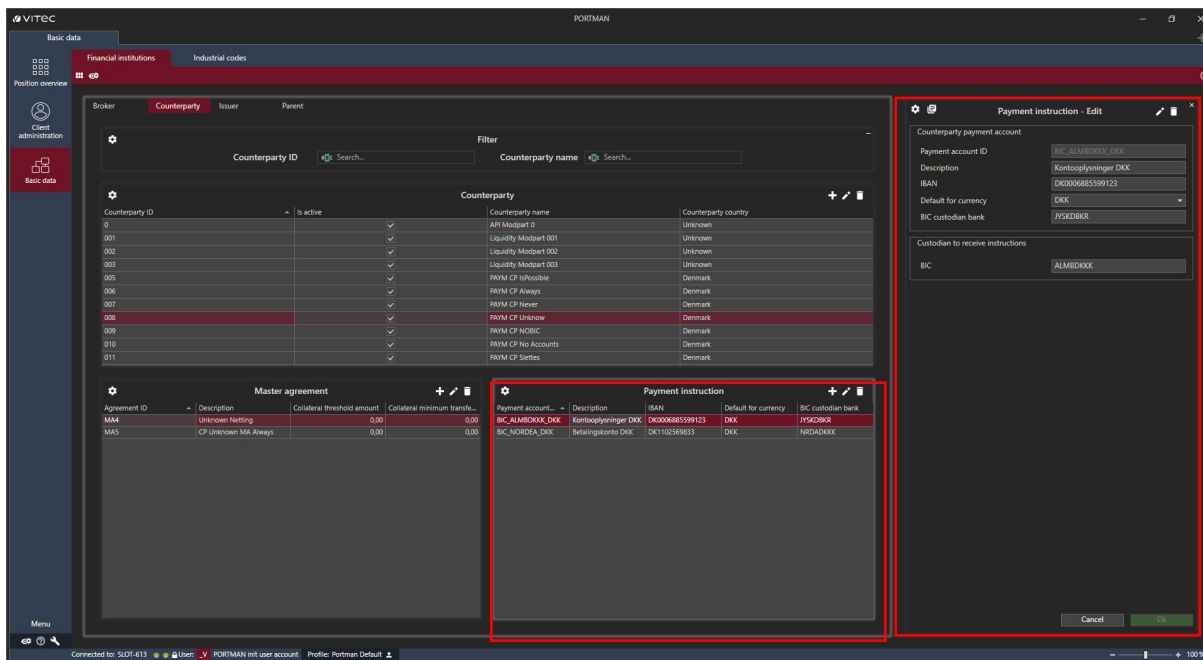 VITEC
PORTMAN
Basic data
Financial institutions Industrial codes
Position overview
Client administration
Basic data
Broker Counterparty Issuer Parent
Filter
Counterparty ID Search... Counterparty name Search...
Counterparty
Counterparty ID Is active Counterparty name Counterparty country
0 API Modpart 0 Unknown
001 Liquidity Modpart 001 Unknown
002 Liquidity Modpart 002 Unknown
003 Liquidity Modpart 003 Unknown
005 PAYM CP IsPossible Denmark
006 PAYM CP Always Denmark
007 PAYM CP Never Denmark
008 PAYM CP Unknow Denmark
009 PAYM CP NOBIC Denmark
010 PAYM CP No Accounts Denmark
011 PAYM CP Slettes Denmark
Master agreement
Agreement ID Description Collateral threshold amount Collateral minimum transfe...
MA4 Unknown Netting 0,00 0,00
MA5 CP Unknown MA Always 0,00 0,00
Payment instruction
Payment account... Description IBAN Default for currency BIC custodian bank
BIC_ALMBDKKK_DKK Kontooplysninger DKK DK0006885599123 DKK JYSKDBKR
BIC_NORDEA_DKK Betalingskonto DKK DK1102569833 DKK NRDADKKK
Payment instruction - Edit
Counterparty payment account
Payment account ID BIC_ALMBDKKK_DKK
Description Kontooplysninger DKK
IBAN DK0006885599123
Default for currency DKK
BIC custodian bank JYSKDBKR
Custodian to receive instructions
BIC ALMBDKKK
Cancel Ok
Menu
Connected to: SLOT-613 User: _V PORTMAN init user account Profile: Portman Default 100 %